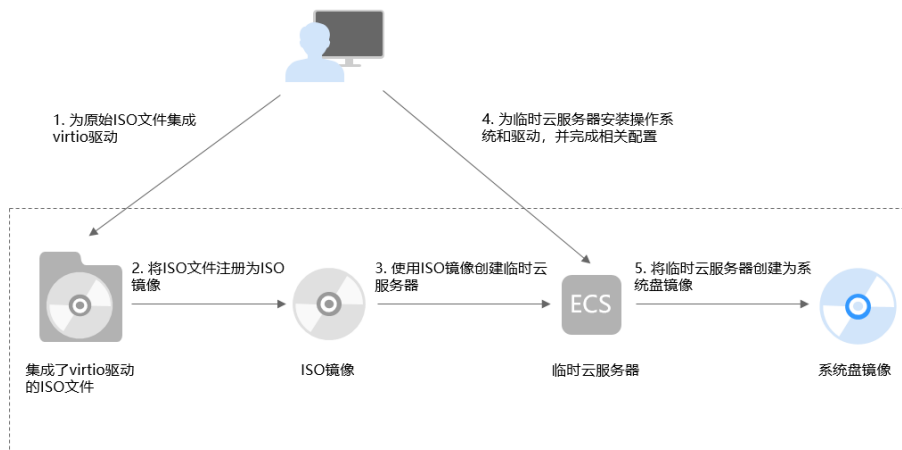 1. 为原始ISO文件集成
virtio驱动
4. 为临时云服务器安装操作系
统和驱动，并完成相关配置
2. 将ISO文件注册为ISO
镜像
3. 使用ISO镜像创建临时云
服务器
5. 将临时云服务器创建为系
统盘镜像
ECS
集成了virtio驱动
的ISO文件
ISO镜像
临时云服务器
系统盘镜像